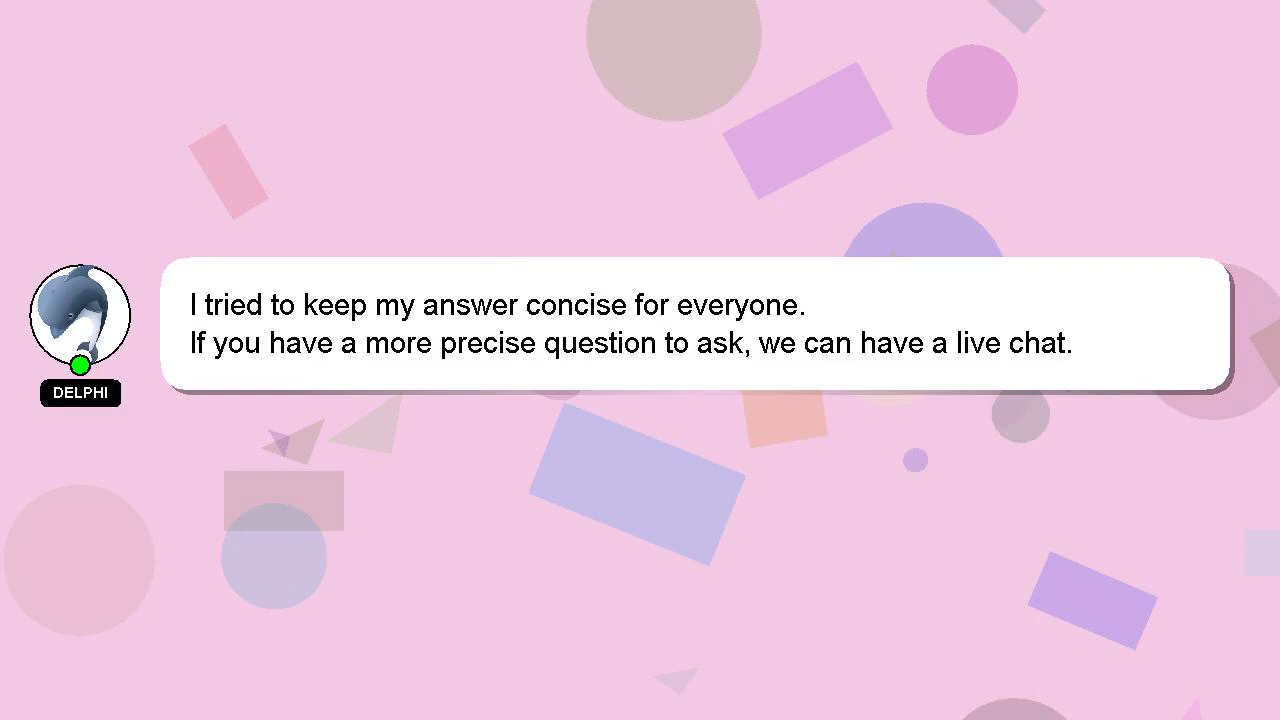 I tried to keep my answer concise for everyone.
If you have a more precise question to ask, we can have a live chat.
DELPHI